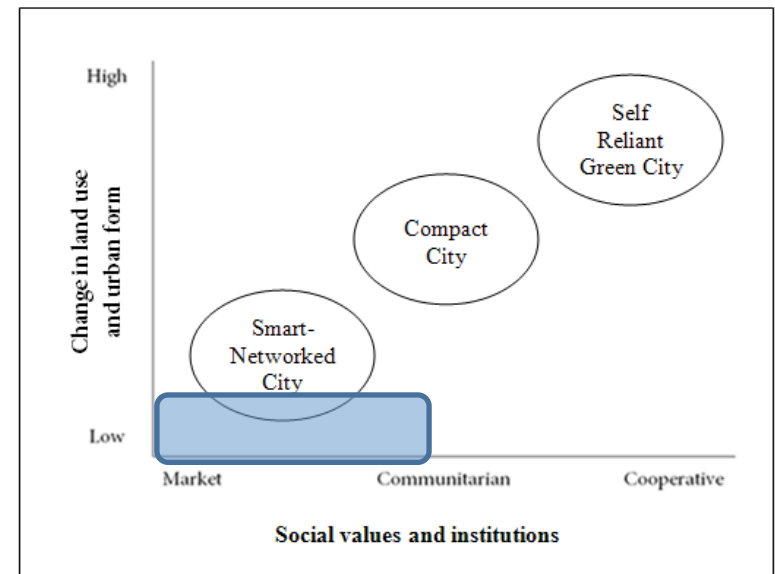 High
Self
Reliant
Green City
Change in land use
and urban form
Compact
City
Smart-
Networked
City
Low
Market Communitarian Cooperative
Social values and institutions